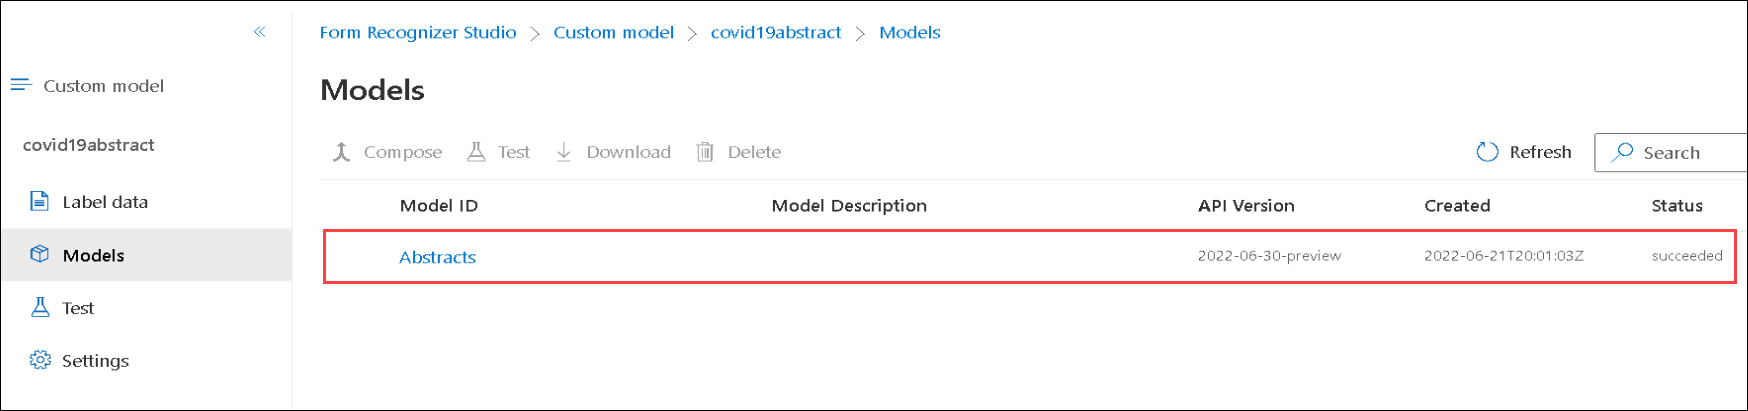 Form Recognizer Studio > Custom model > covid19abstract > Models
Custom model
covid19abstract
Label data
Models
Test
Settings
Models
Compose Test Download Delete Refresh Search
Model ID Model Description API Version Created Status
Abstracts 2022-06-30-preview 2022-06-21T20:01:03Z succeeded